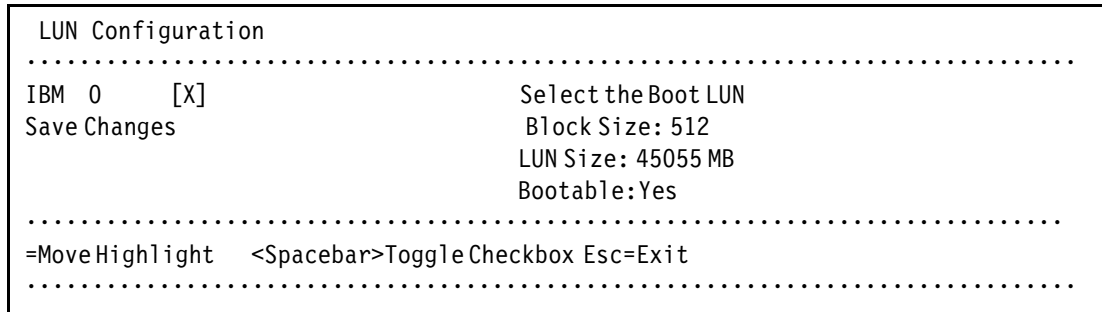 LUN Configuration
................................................................................
IBM 0 [X] Select the Boot LUN
Save Changes Block Size: 512
LUN Size: 45055 MB
Bootable:Yes
...............................................................................
=Move Highlight <Spacebar>Toggle Checkbox Esc=Exit
................................................................................